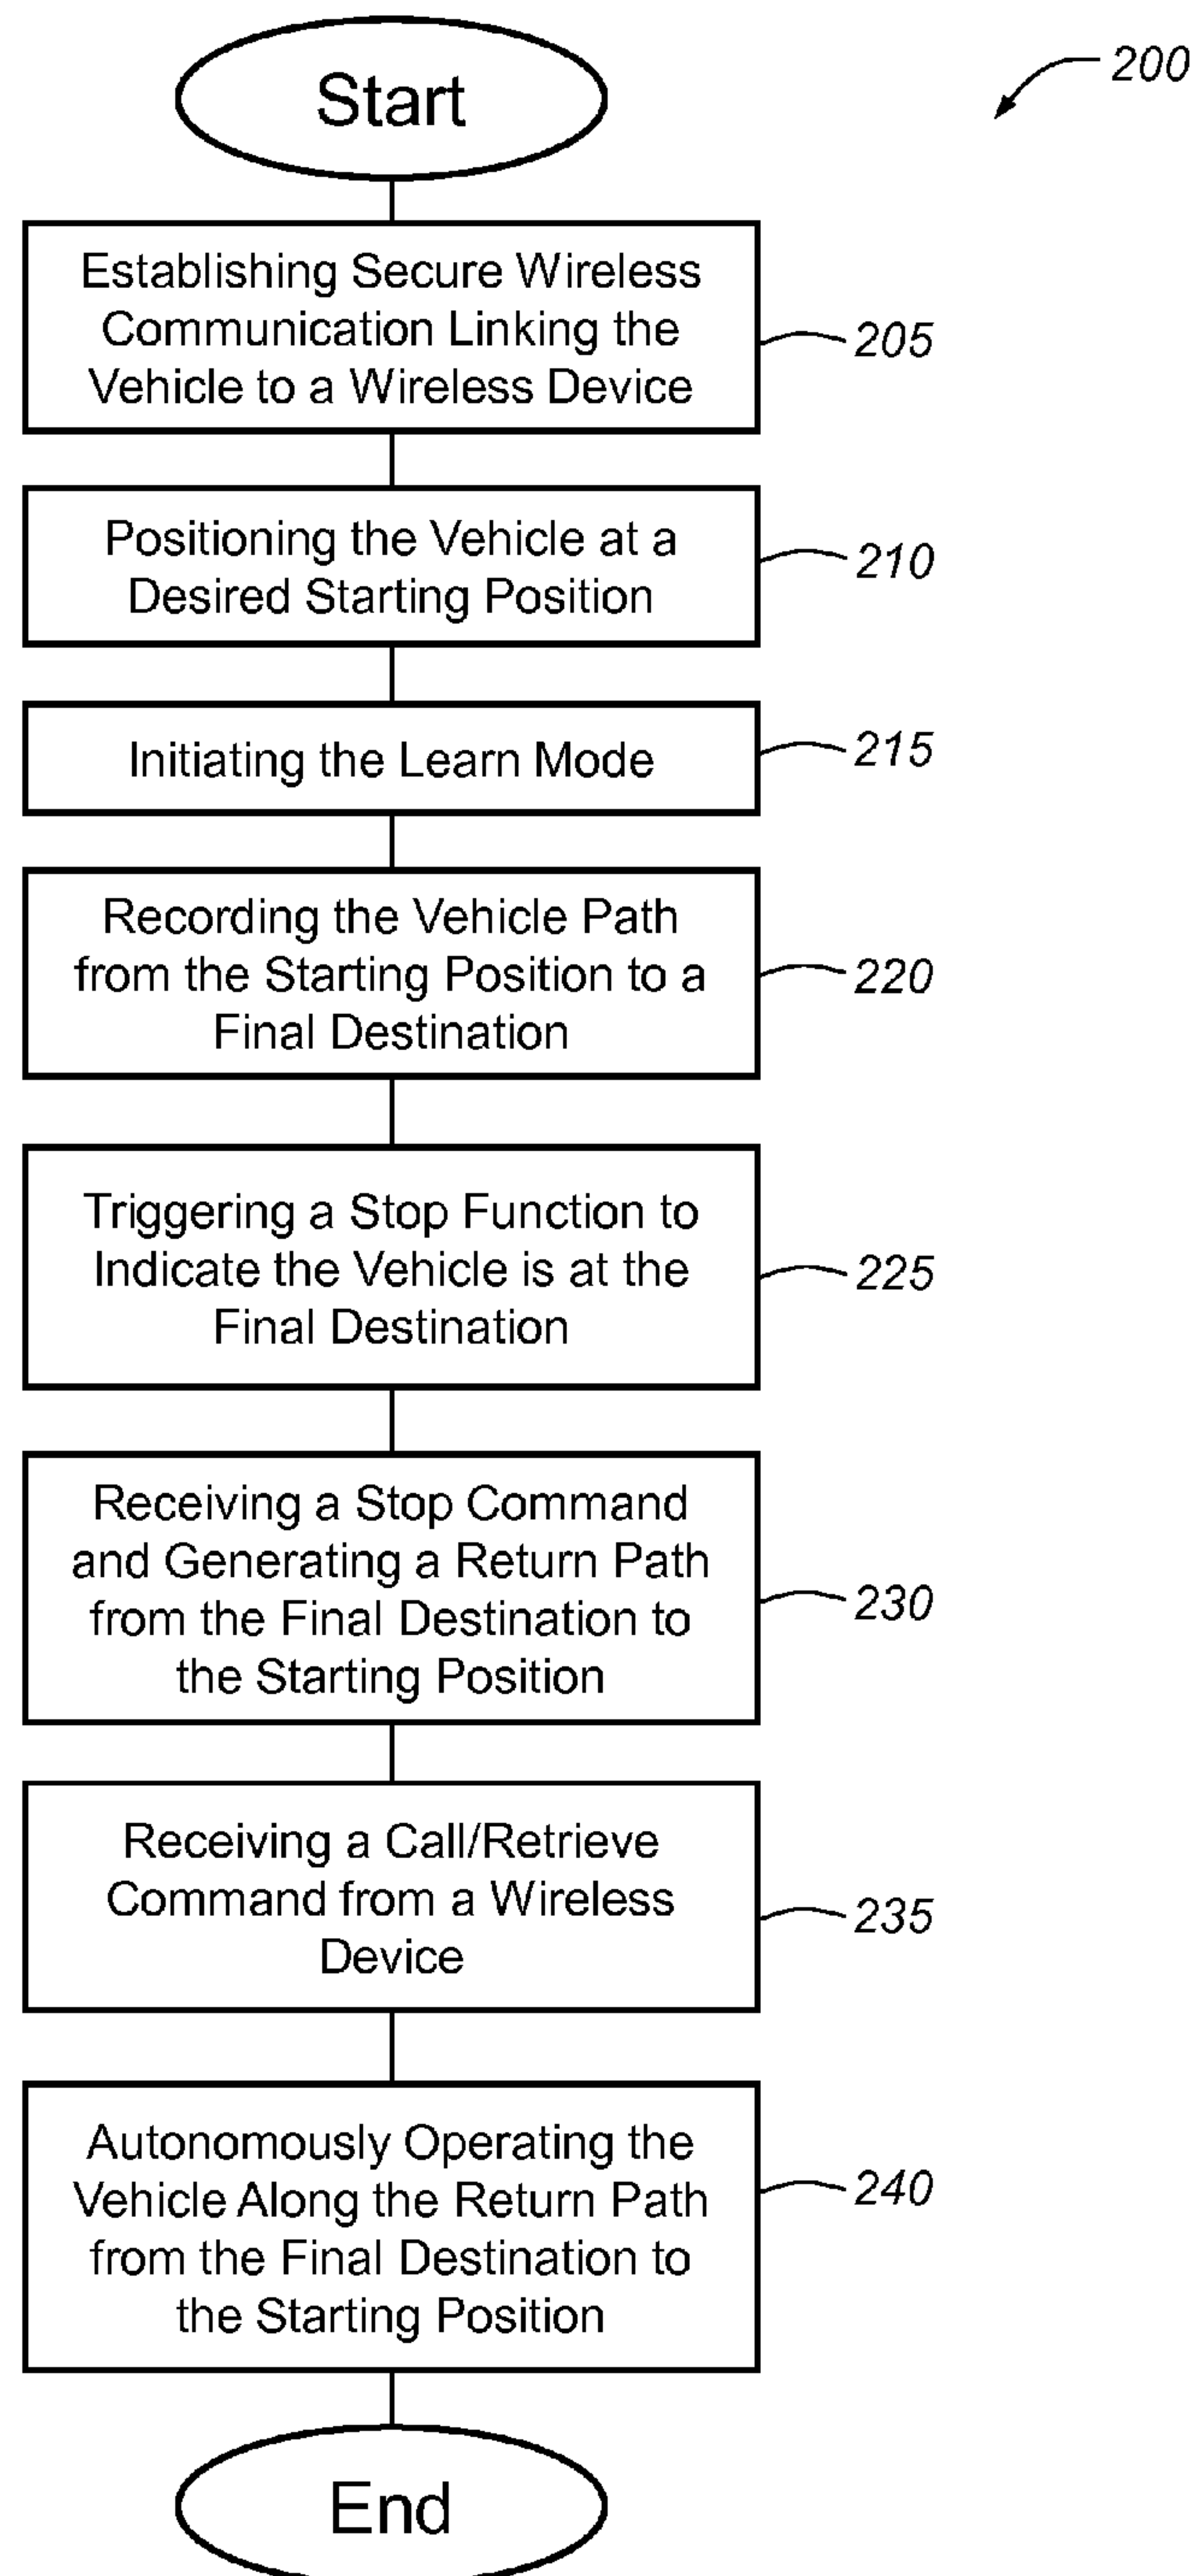 Start
200
Establishing Secure Wireless
Communication Linking the
Vehicle to a Wireless Device
205
Positioning the Vehicle at a
Desired Starting Position
210
Initiating the Learn Mode
215
Recording the Vehicle Path
from the Starting Position to a
Final Destination
220
Triggering a Stop Function to
Indicate the Vehicle is at the
Final Destination
225
Receiving a Stop Command
and Generating a Return Path
from the Final Destination to
the Starting Position
230
Receiving a Call/Retrieve
Command from a Wireless
Device
235
Autonomously Operating the
Vehicle Along the Return Path
from the Final Destination to
the Starting Position
240
End